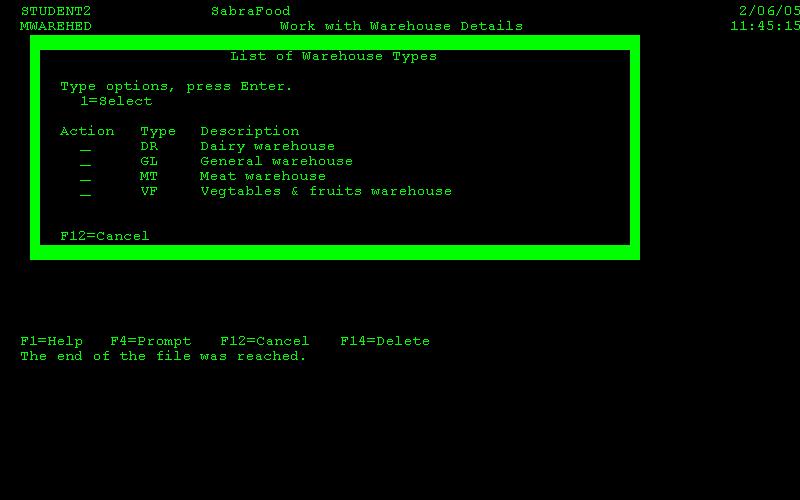 STUDENT2 SabraFood 2/06/05
MWAREHED Work with Warehouse Details 11:45:15
List of Warehouse Types
Type options, press Enter.
1=Select
Action Type Description
_ DR Dairy warehouse
_ GL General warehouse
_ MT Meat warehouse
_ VF Vegtables & fruits warehouse
F12=Cancel
F1=Help F4=Prompt F12=Cancel F14=Delete
The end of the file was reached.